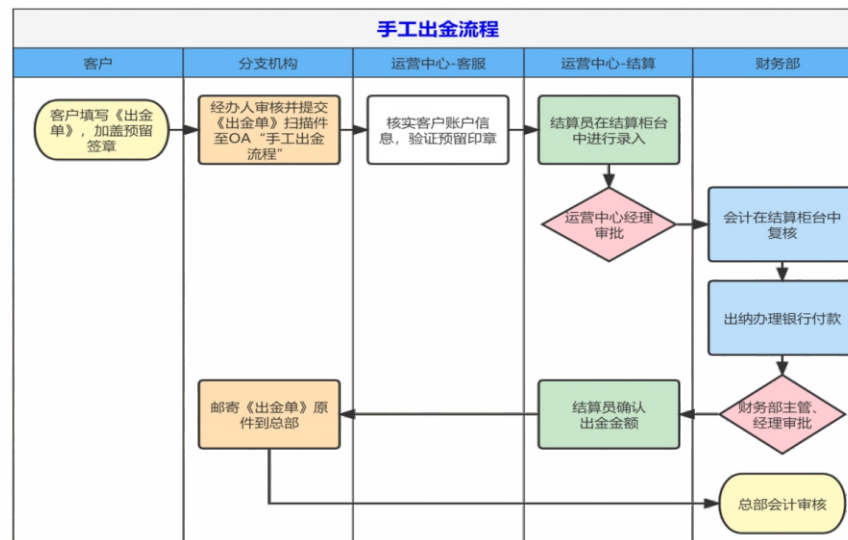 手工出金流程
客户
分支机构
运营中心-客服
运营中心-结算
财务部
客户填写《出金
单》，加盖预留
签章
经办人审核并提交
《出金单》扫描件
至OA“手工出金
流程”
核实客户账户信
息，验证预留印章
结算员在结算柜台
中进行录入
运营中心经理
审批
会计在结算柜台中
复核
出纳办理银行付款
财务部主管、
经理审批
结算员确认
出金金额
邮寄《出金单》原
件到总部
总部会计审核